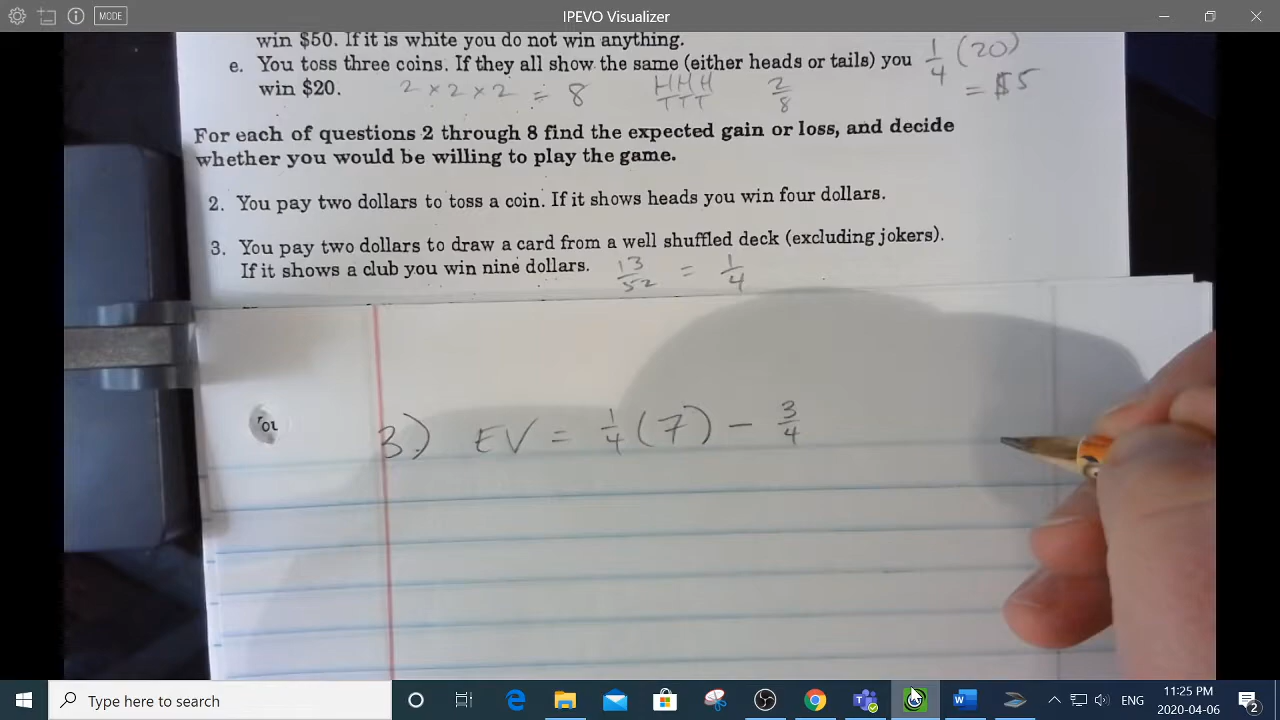 IPEVO Visualizer
MODE
win $50. If it is white you do not win anything.
e. You toss three coins. If they all show the same (either heads or tails) you 1/4 (20)
win $20. 2 × 2 × 2 = 8 HHH TTT 2/8 = $5
For each of questions 2 through 8 find the expected gain or loss, and decide
whether you would be willing to play the game.
2. You pay two dollars to toss a coin. If it shows heads you win four dollars.
3. You pay two dollars to draw a card from a well shuffled deck (excluding jokers).
If it shows a club you win nine dollars. 13/52 = 1/4
3.) EV = 1/4 (7) - 3/4
Type here to search
ENG
11:25 PM
2020-04-06
2